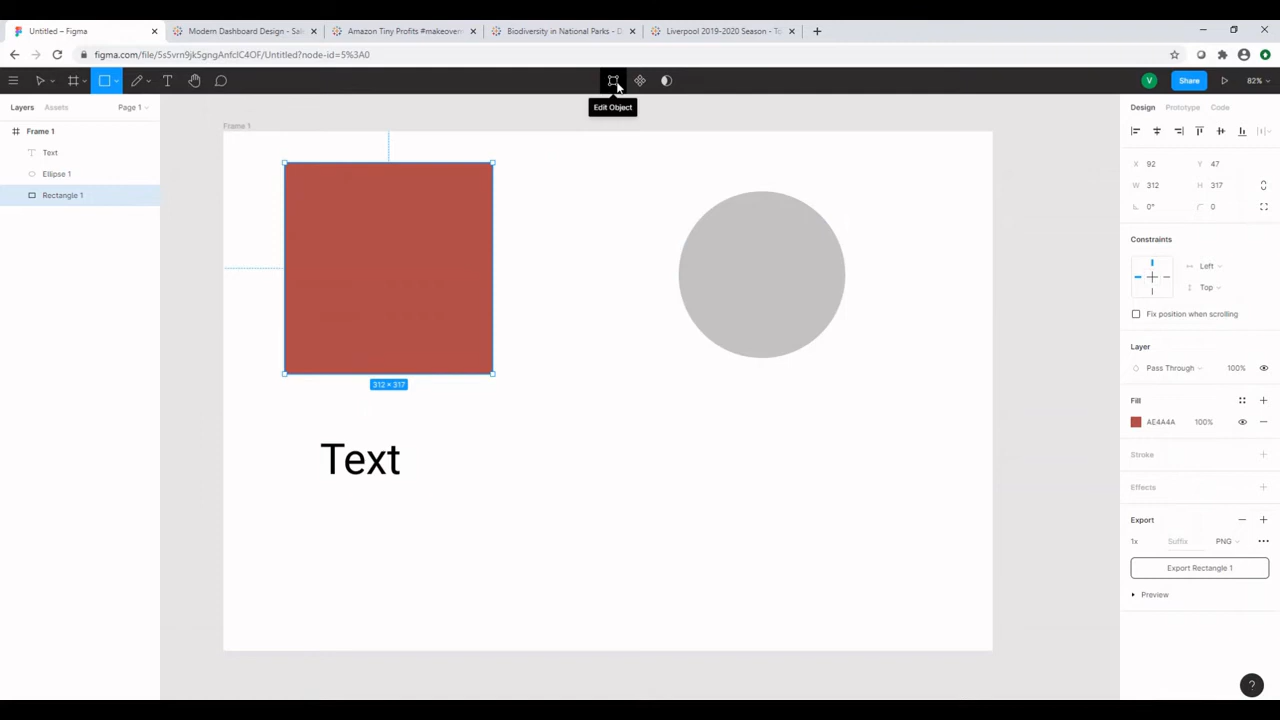 Untitled – Figma
Modern Dashboard Design - Sale
Amazon Tiny Profits #makeover
Biodiversity in National Parks - D
Liverpool 2019-2020 Season - To
figma.com/file/5s5vrn9jk5gngAnfclC4OF/Untitled?node-id=5%3A0
T
V
Share
82%
Edit Object
Layers
Assets
Page 1
Design
Prototype
Code
Frame 1
Text
Ellipse 1
Rectangle 1
Frame 1
312 × 317
Text
X 92 Y 47
W 312 H 317
0° 0
Constraints
Left
Top
Fix position when scrolling
Layer
Pass Through 100%
Fill
AE4A4A 100%
Stroke
Effects
Export
1x Suffix PNG
Export Rectangle 1
Preview
?